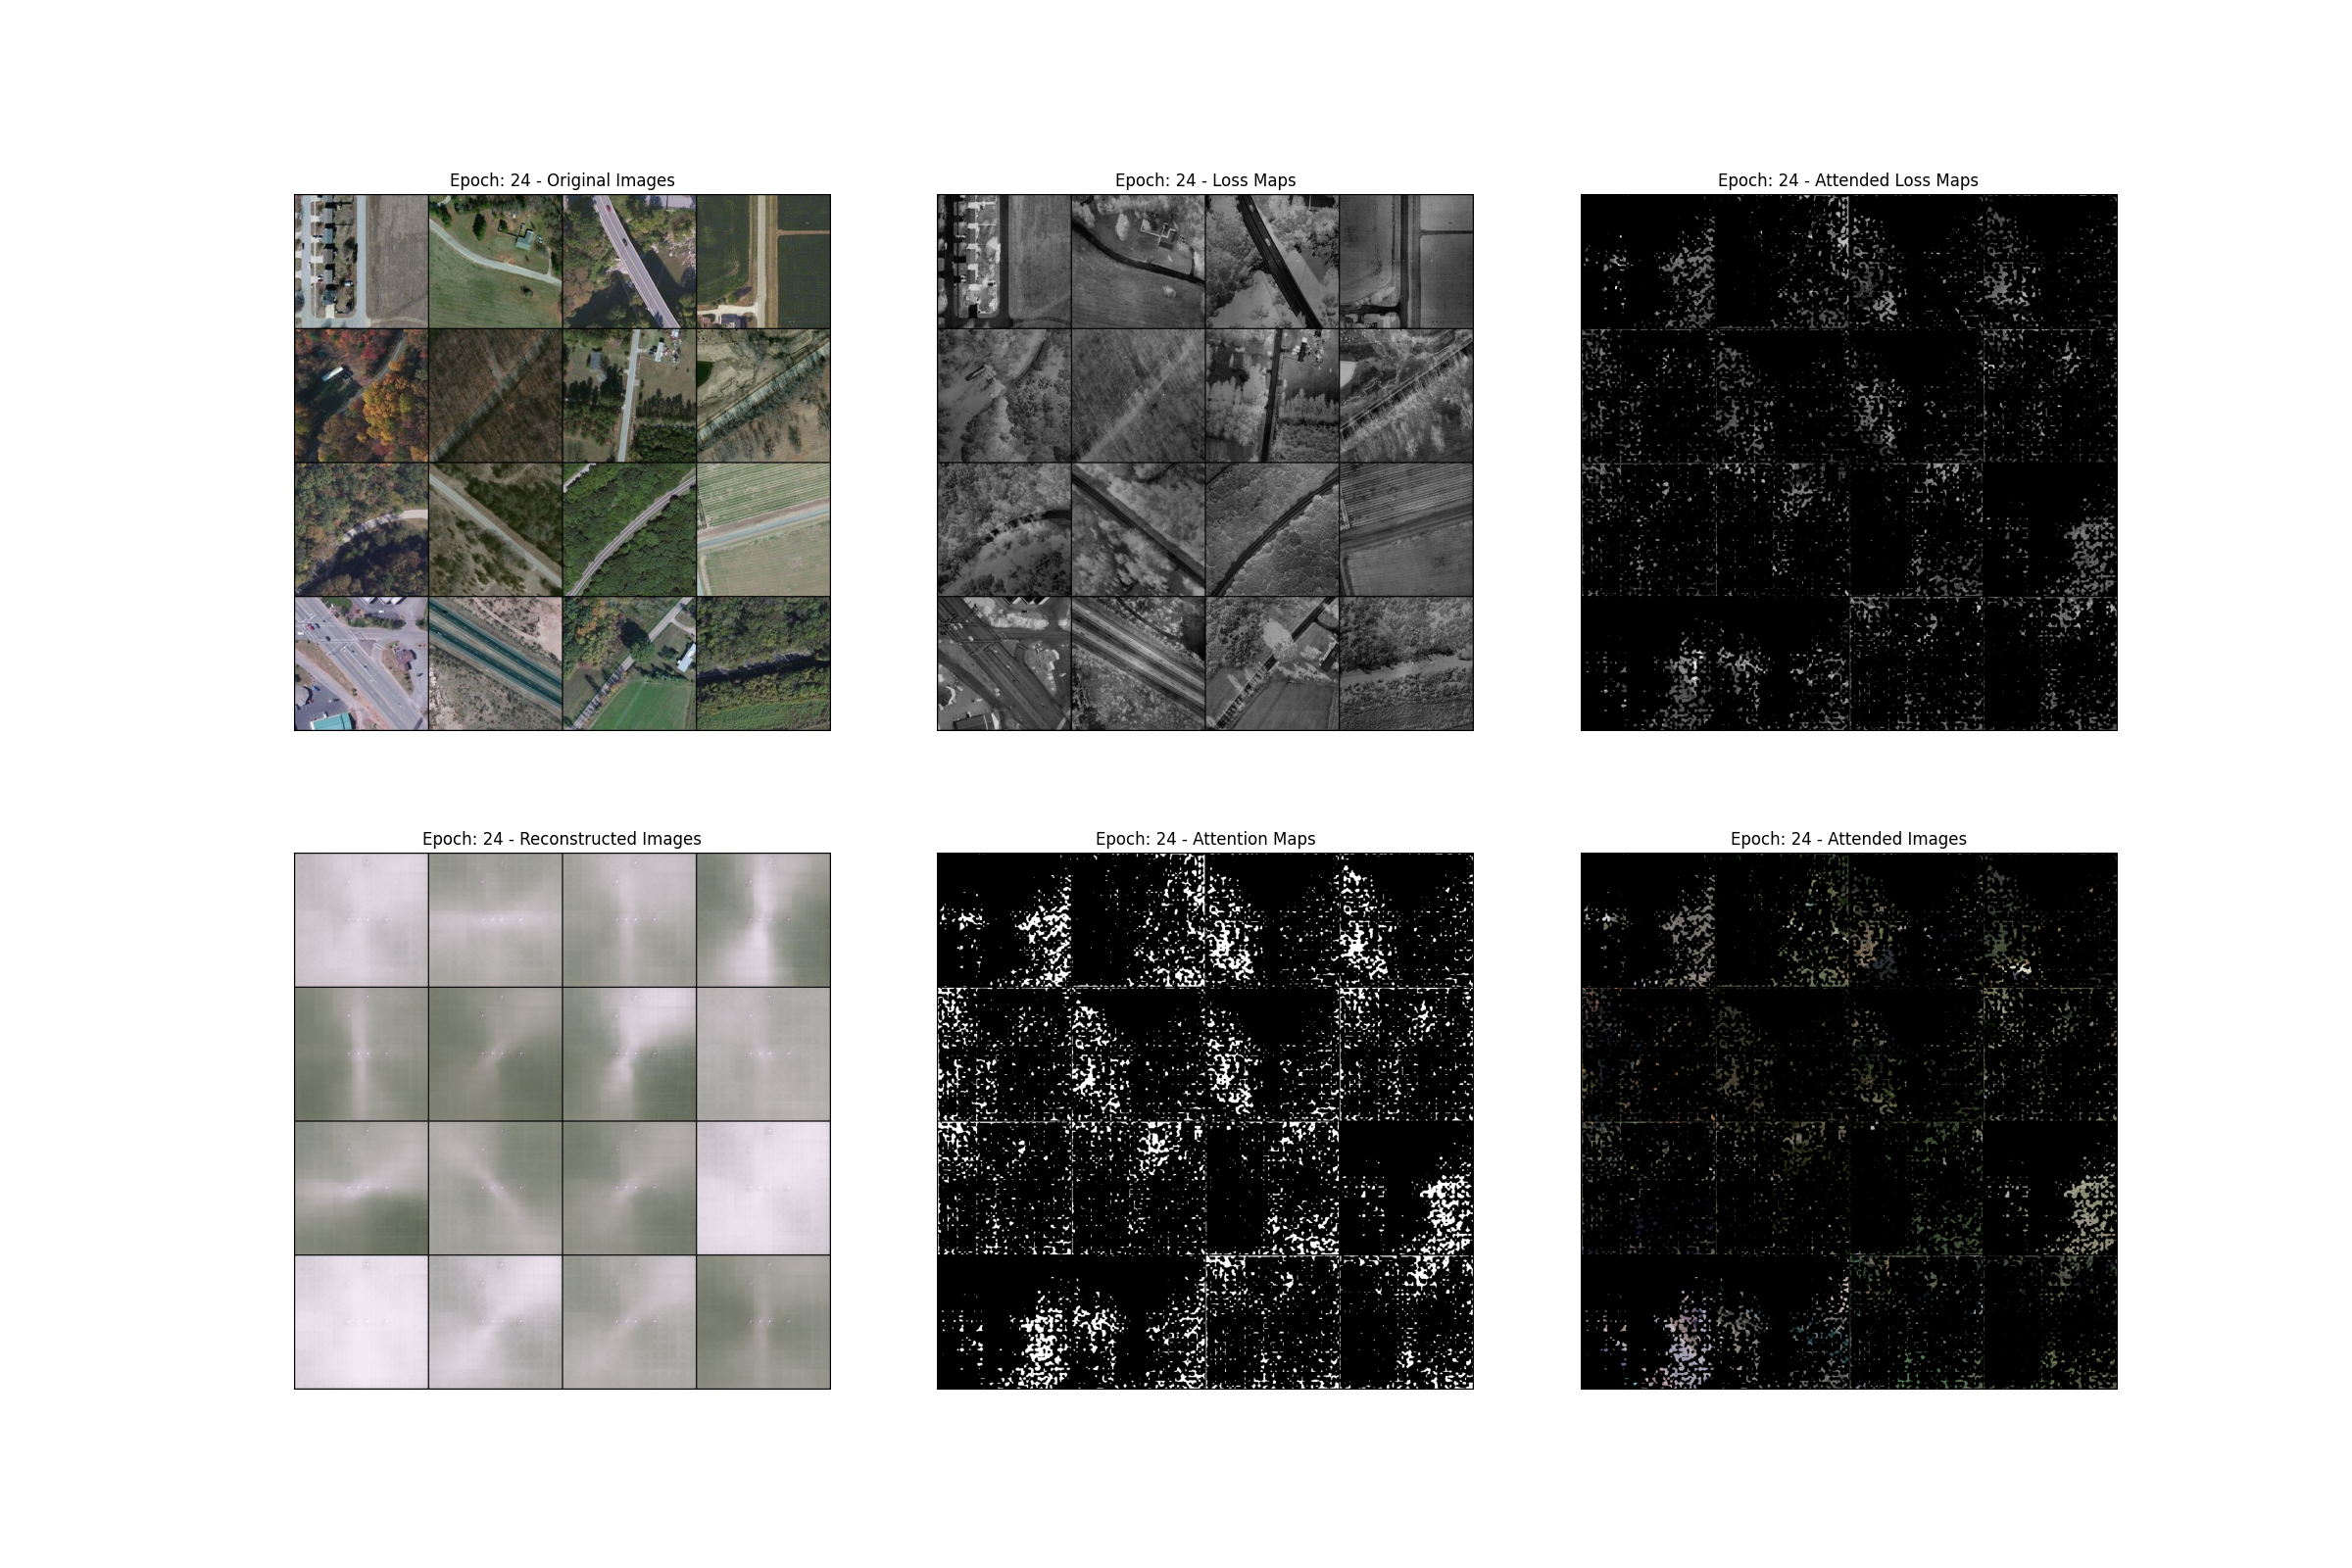 Epoch: 24 - Original Images
Epoch: 24 - Loss Maps
Epoch: 24 - Attended Loss Maps
Epoch: 24 - Reconstructed Images
Epoch: 24 - Attention Maps
Epoch: 24 - Attended Images